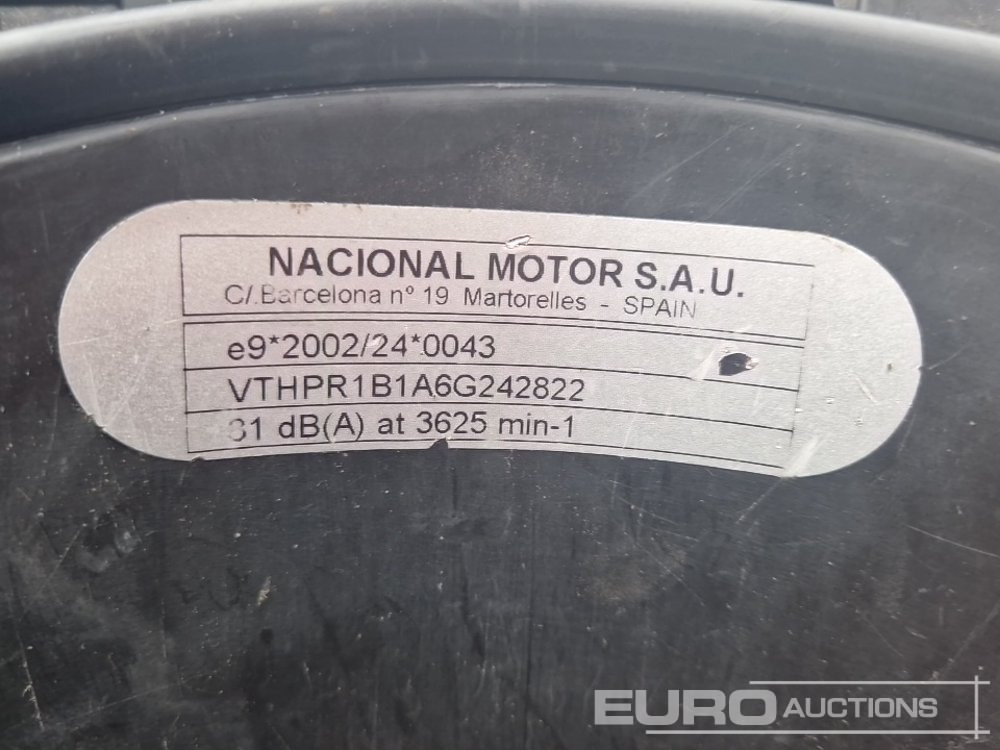 NACIONAL MOTOR S.A.U.
C/.Barcelona nº 19 Martorelles - SPAIN
e9*2002/24*0043
VTHPR1B1A6G242822
81 dB(A) at 3625 min-1
EURO AUCTIONS